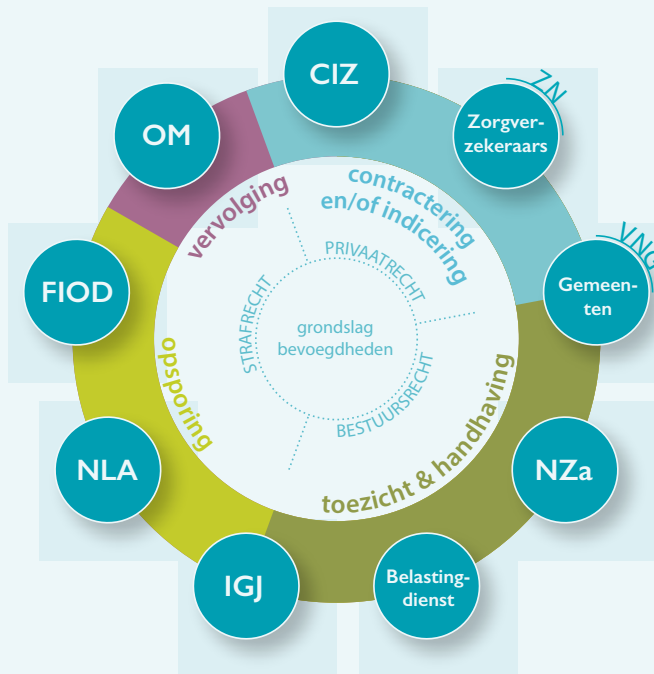 CIZ
ZN
Zorgver-
zekeraars
VNG
Gemeen-
ten
NZa
Belasting-
dienst
IGJ
NLA
FIOD
OM
vervolging
contractering
en/of indicering
toezicht & handhaving
opsporing
PRIVAATRECHT
BESTUURSRECHT
STRAFRECHT
grondslag
bevoegdheden